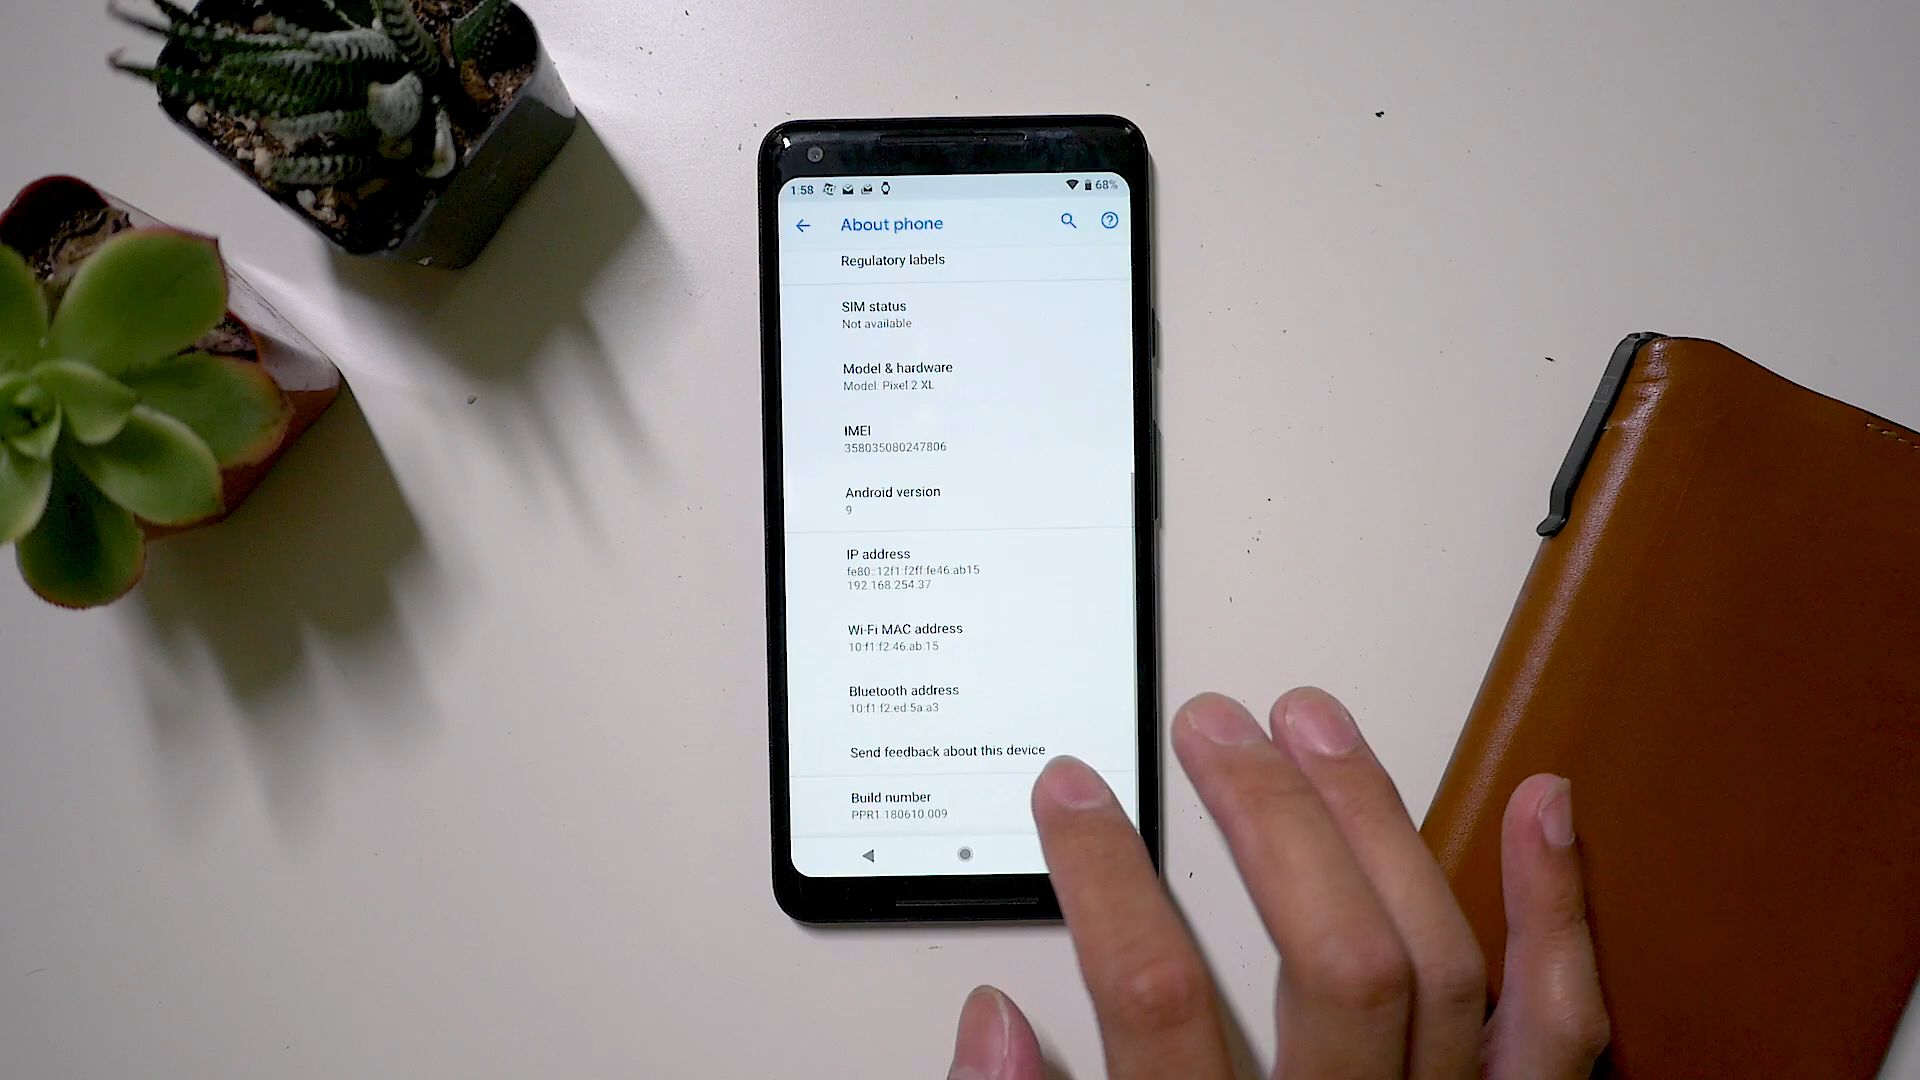 1:58
68%
About phone
Regulatory labels
SIM status
Not available
Model & hardware
Model: Pixel 2 XL
IMEI
358035080247806
Android version
9
IP address
fe80::12f1:f2ff:fe46:ab15
192.168.254.37
Wi-Fi MAC address
10:f1:f2:46:ab:15
Bluetooth address
10:f1:f2:ed:5a:a3
Send feedback about this device
Build number
PPR1.180610.009